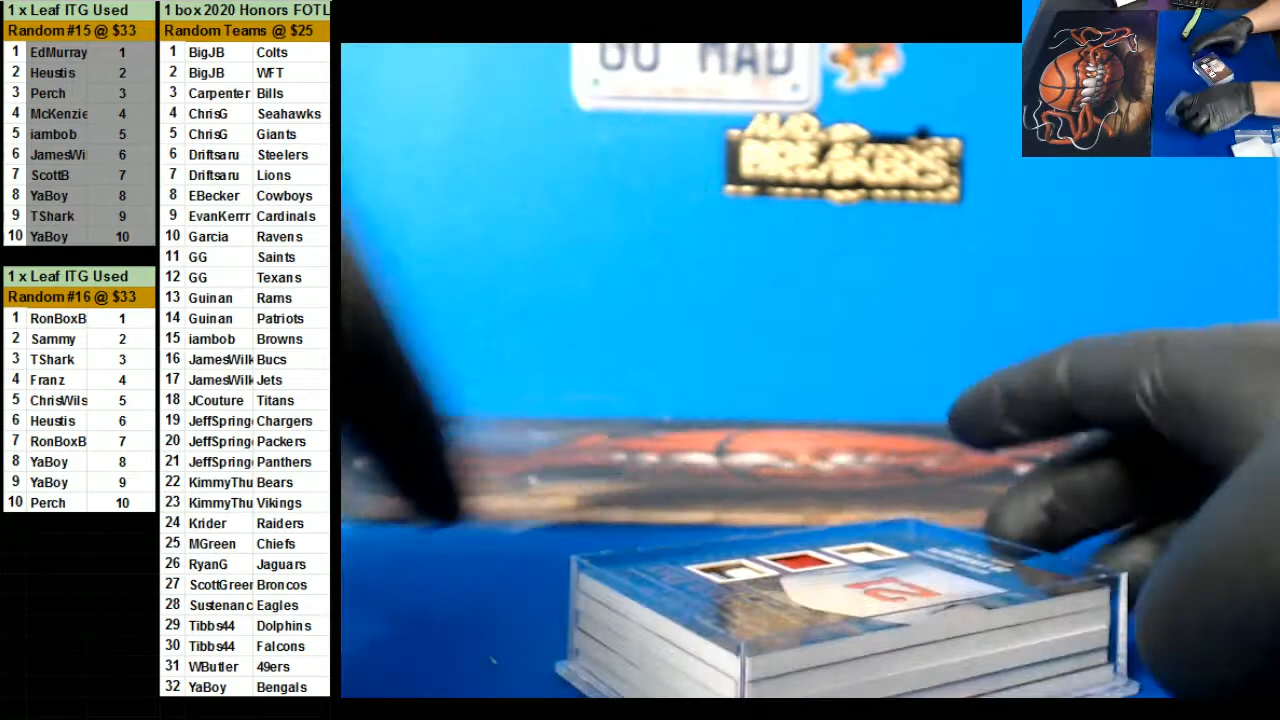 1 x Leaf ITG Used
Random #15 @ $33
1 EdMurray 1
2 Heustis 2
3 Perch 3
4 McKenzie 4
5 iambob 5
6 JamesWil 6
7 ScottB 7
8 YaBoy 8
9 TShark 9
10 YaBoy 10
1 x Leaf ITG Used
Random #16 @ $33
1 RonBoxB 1
2 Sammy 2
3 TShark 3
4 Franz 4
5 ChrisWils 5
6 Heustis 6
7 RonBoxB 7
8 YaBoy 8
9 YaBoy 9
10 Perch 10
1 box 2020 Honors FOTL
Random Teams @ $25
1 BigJB Colts
2 BigJB WFT
3 Carpenter Bills
4 ChrisG Seahawks
5 ChrisG Giants
6 Driftsaru Steelers
7 Driftsaru Lions
8 EBecker Cowboys
9 EvanKerrr Cardinals
10 Garcia Ravens
11 GG Saints
12 GG Texans
13 Guinan Rams
14 Guinan Patriots
15 iambob Browns
16 JamesWilk Bucs
17 JamesWilk Jets
18 JCouture Titans
19 JeffSpring Chargers
20 JeffSpring Packers
21 JeffSpring Panthers
22 KimmyThu Bears
23 KimmyThu Vikings
24 Krider Raiders
25 MGreen Chiefs
26 RyanG Jaguars
27 ScottGreen Broncos
28 Sustenanc Eagles
29 Tibbs44 Dolphins
30 Tibbs44 Falcons
31 WButler 49ers
32 YaBoy Bengals
GO MAD
MAD
BREAKERS